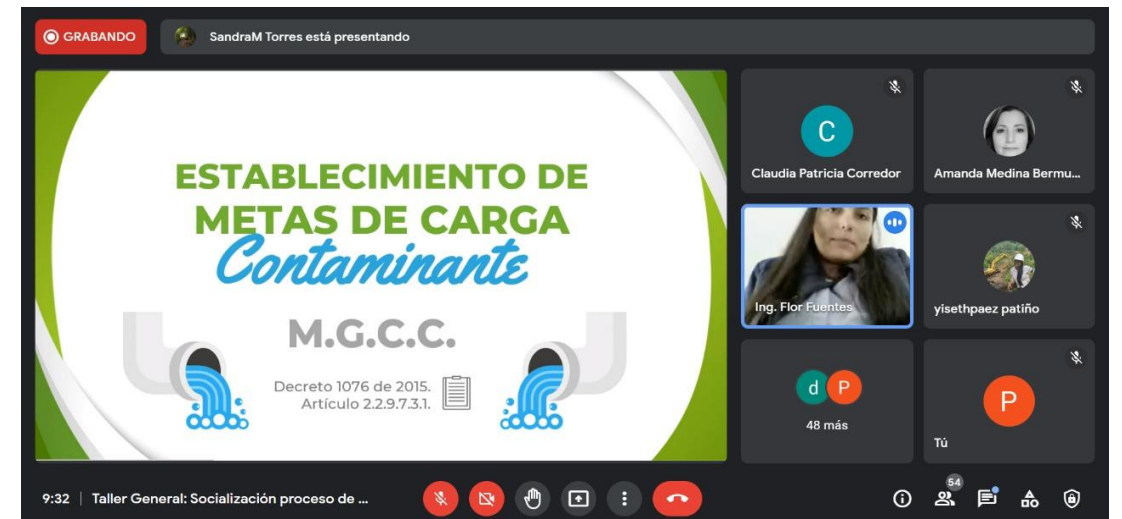 GRABANDO
SandraM Torres está presentando
ESTABLECIMIENTO DE
METAS DE CARGA
Contaminante
M.G.C.C.
Decreto 1076 de 2015.
Artículo 2.2.9.7.3.1.
C
Claudia Patricia Corredor
Amanda Medina Bermu...
Ing. Flor Fuentes
yisethpaez patiño
d P
48 más
P
Tú
9:32 | Taller General: Socialización proceso de ...
54